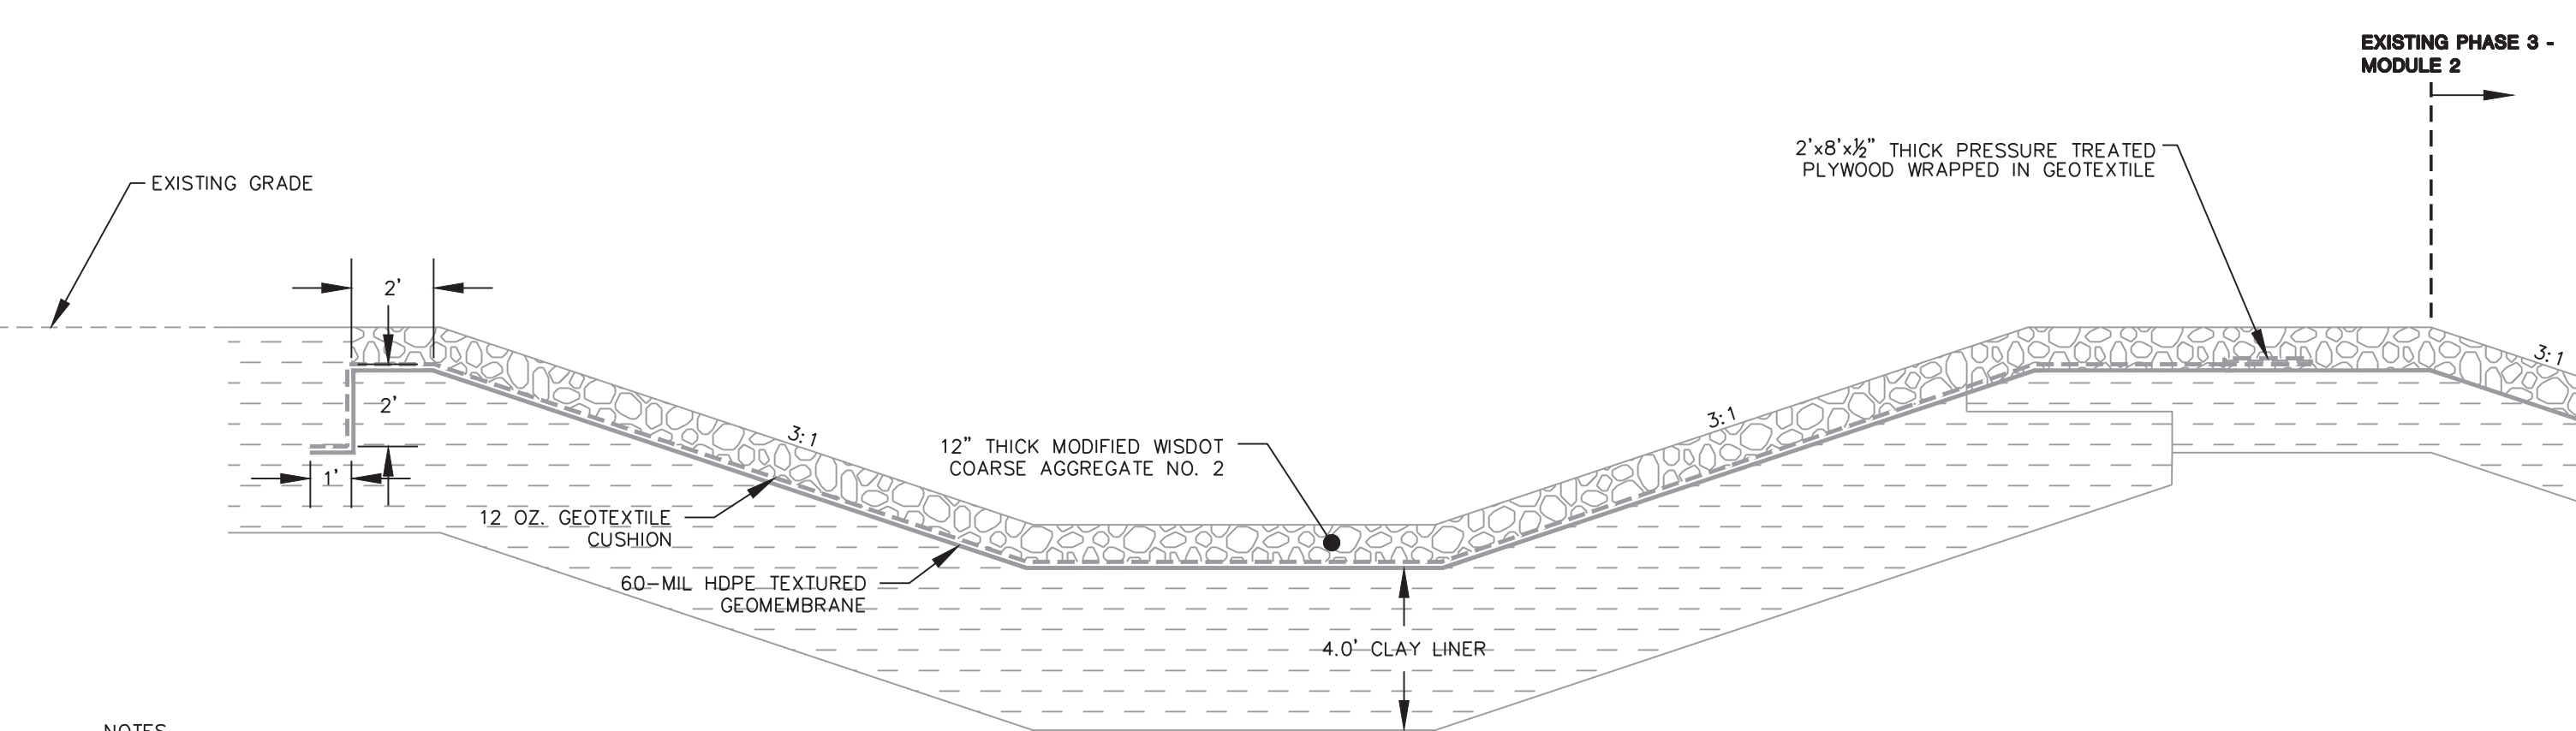 EXISTING PHASE 3 -
MODULE 2
2'x8'x½" THICK PRESSURE TREATED
PLYWOOD WRAPPED IN GEOTEXTILE
EXISTING GRADE
2'
2'
1'
3:1
12" THICK MODIFIED WISDOT
COARSE AGGREGATE NO. 2
3:1
3:1
12 OZ. GEOTEXTILE
CUSHION
60-MIL HDPE TEXTURED
GEOMEMBRANE
4.0' CLAY LINER
NOTES